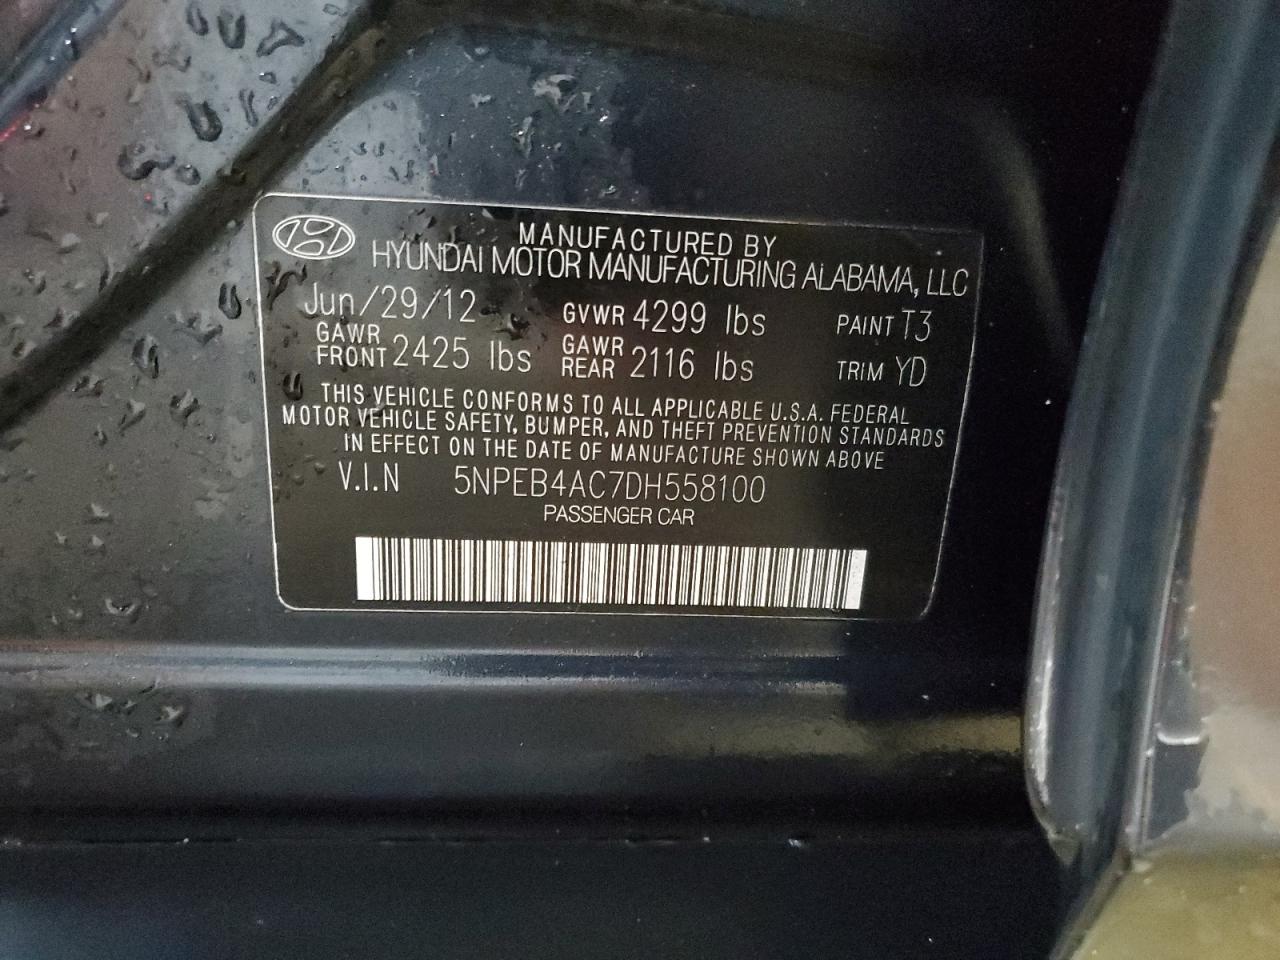 MANUFACTURED BY
HYUNDAI MOTOR MANUFACTURING ALABAMA, LLC
Jun/29/12 GVWR 4299 lbs PAINT T3
GAWR FRONT 2425 lbs GAWR REAR 2116 lbs TRIM YD
THIS VEHICLE CONFORMS TO ALL APPLICABLE U.S.A. FEDERAL
MOTOR VEHICLE SAFETY, BUMPER, AND THEFT PREVENTION STANDARDS
IN EFFECT ON THE DATE OF MANUFACTURE SHOWN ABOVE
V.I.N 5NPEB4AC7DH558100
PASSENGER CAR